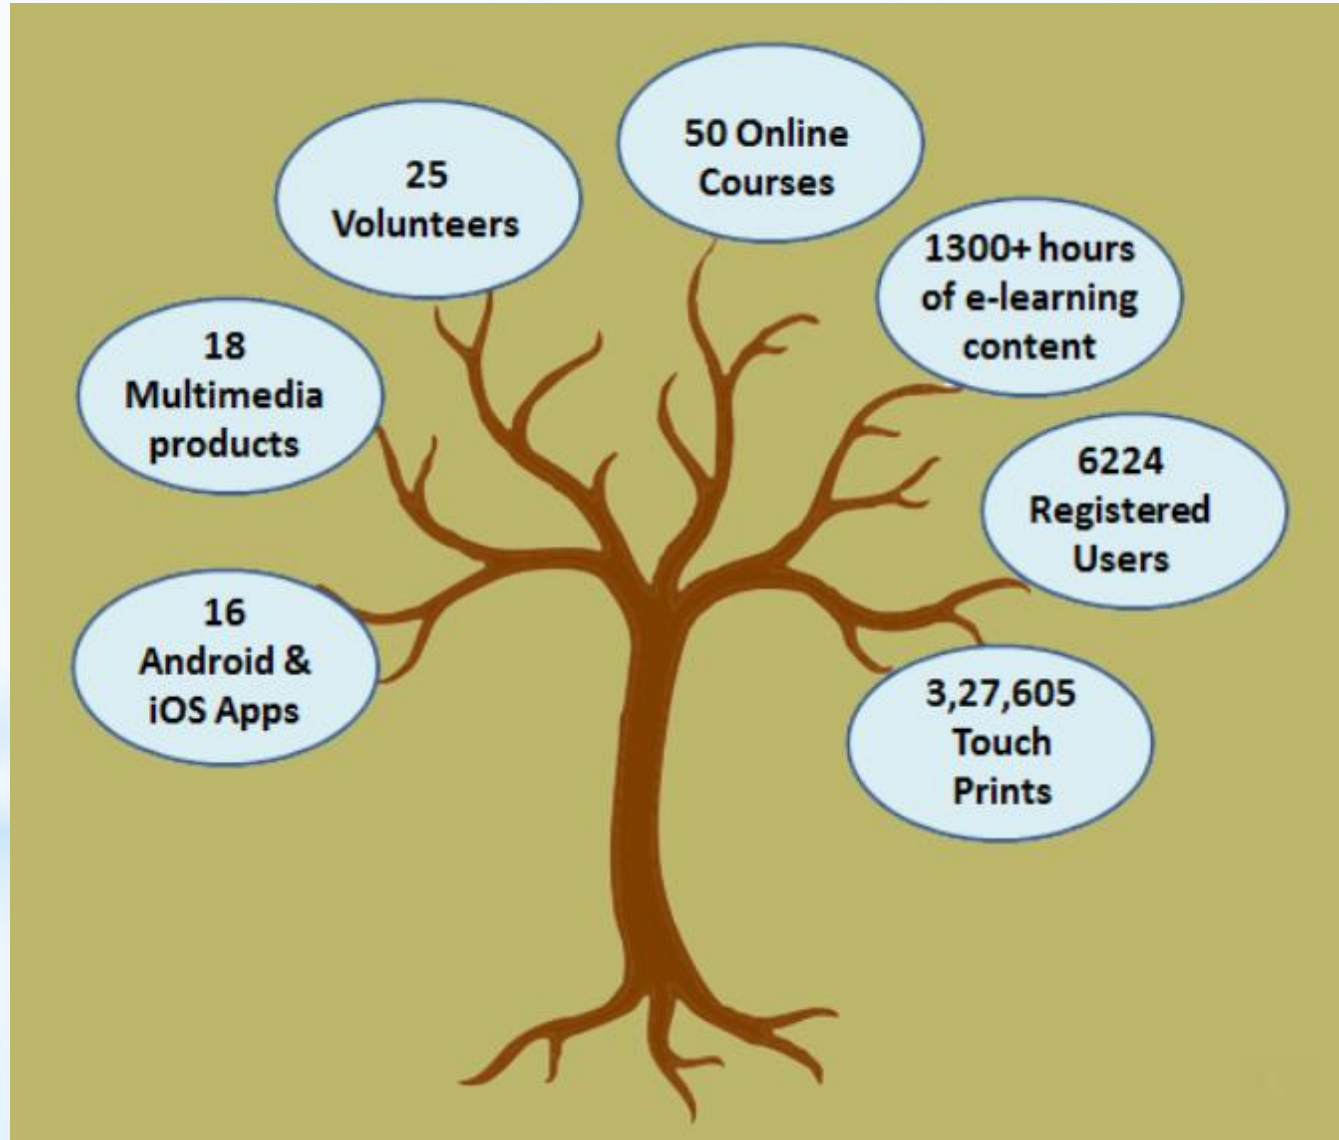 50 Online
Courses
25
Volunteers
1300+ hours
of e-learning
content
18
Multimedia
products
6224
Registered
Users
16
Android &
iOS Apps
3,27,605
Touch
Prints